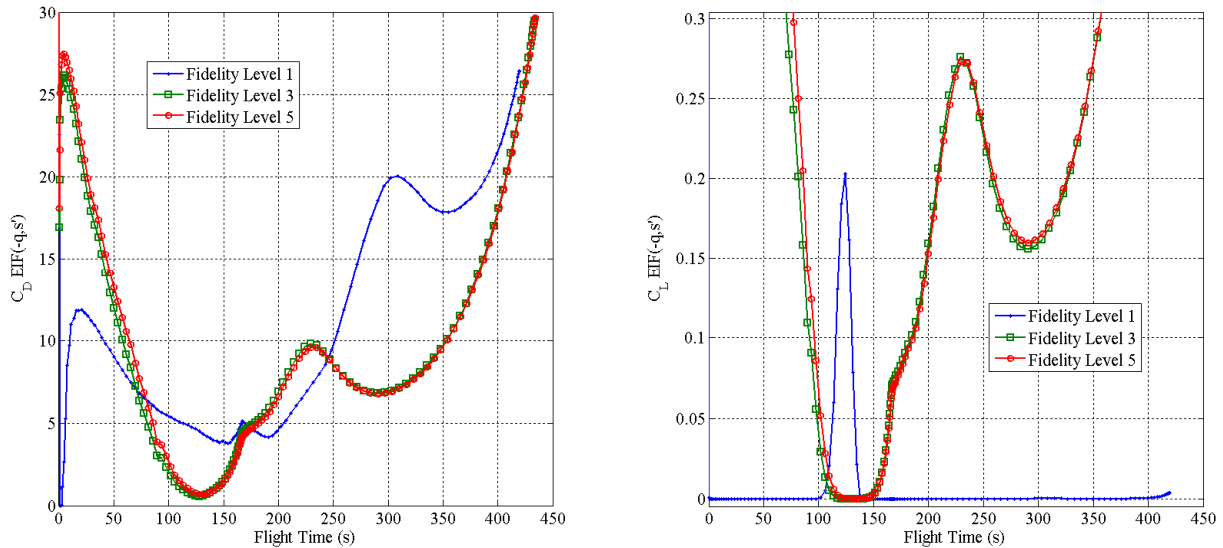 30
25
20
15
10
5
0
C_D EIF(-q,s')
0 50 100 150 200 250 300 350 400 450
Flight Time (s)
Fidelity Level 1
Fidelity Level 3
Fidelity Level 5
0.3
0.25
0.2
0.15
0.1
0.05
0
C_L EIF(-q,s')
0 50 100 150 200 250 300 350 400 450
Flight Time (s)
Fidelity Level 1
Fidelity Level 3
Fidelity Level 5